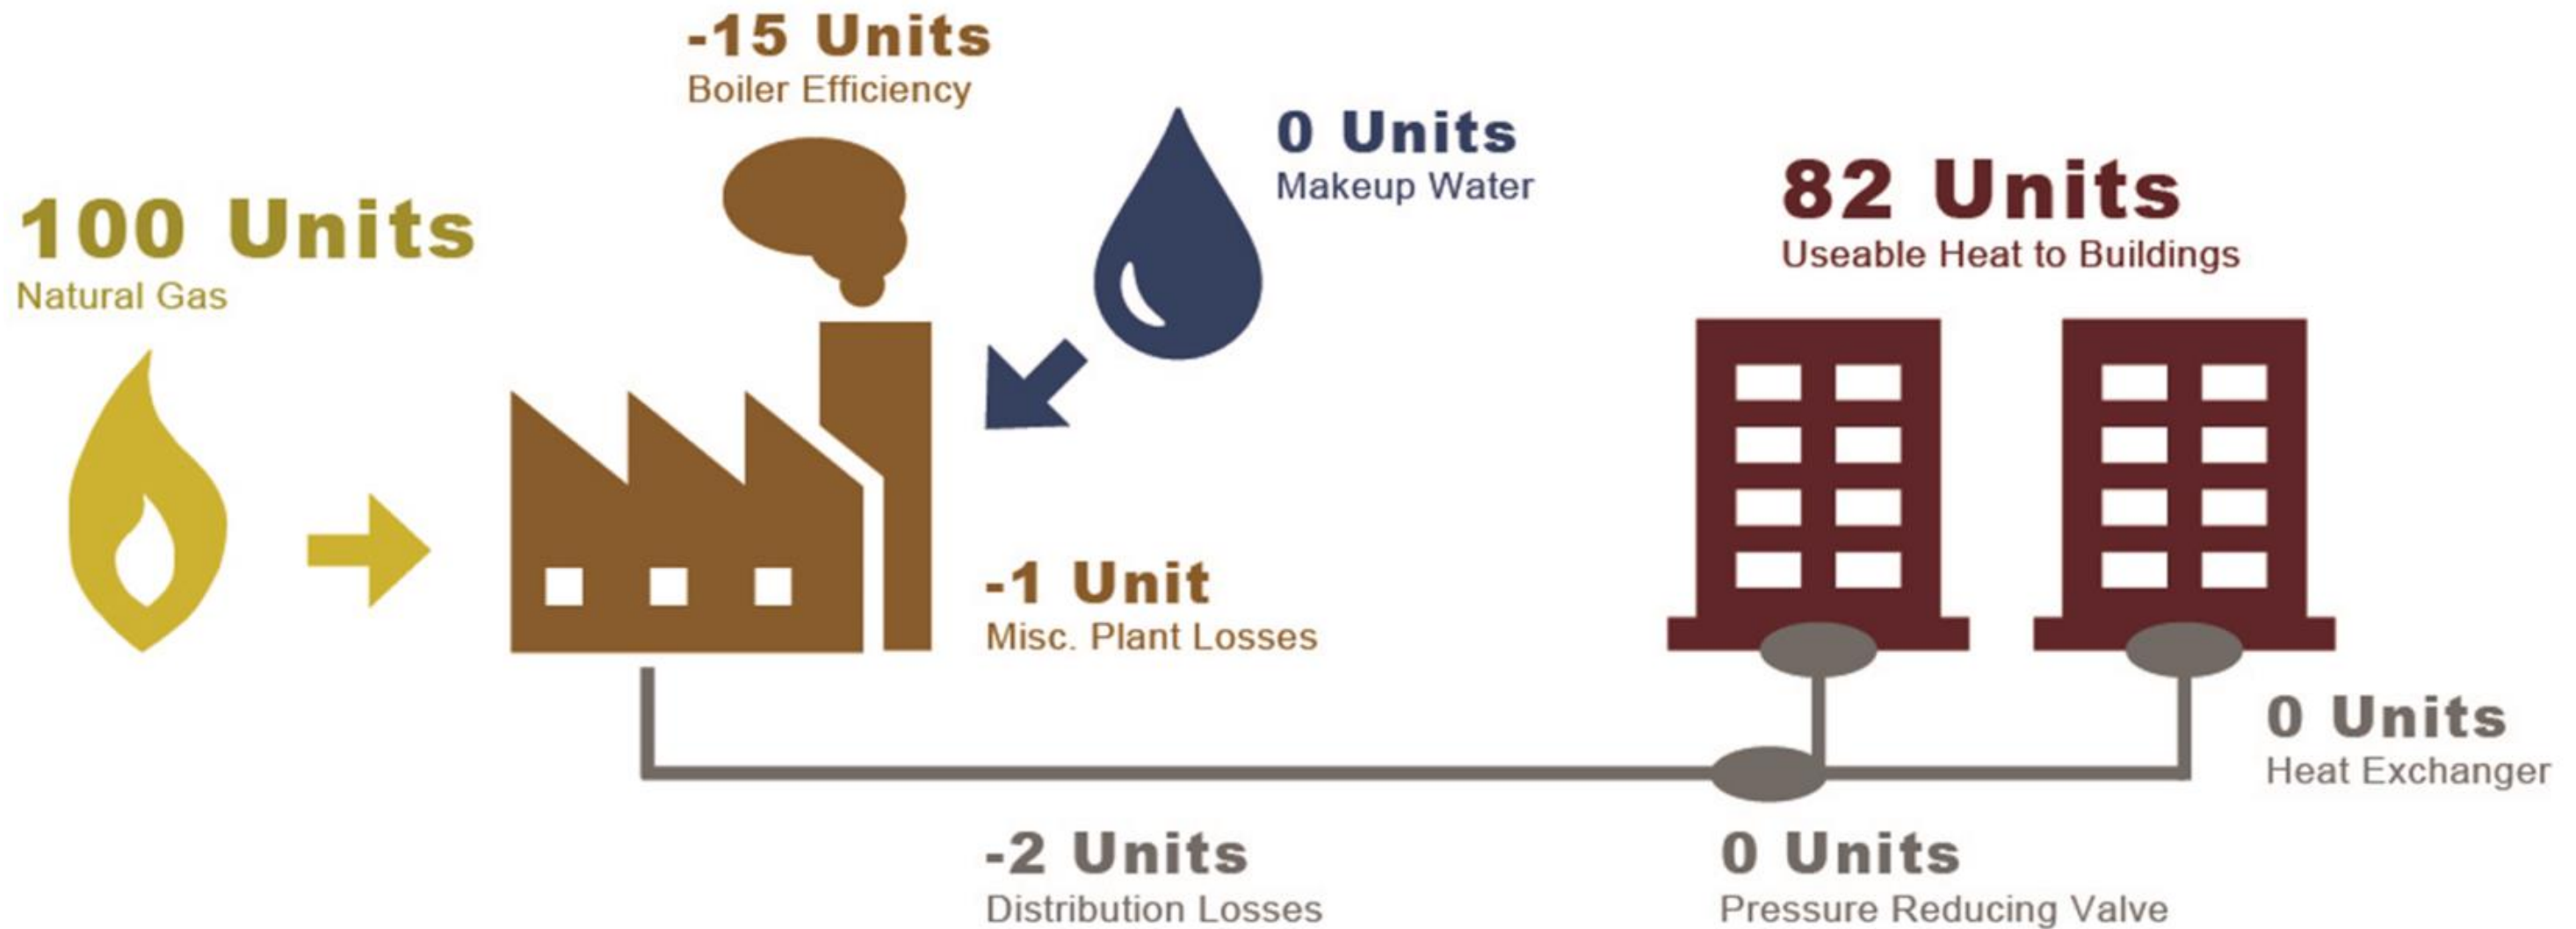 -15 Units
Boiler Efficiency
0 Units
Makeup Water
100 Units
Natural Gas
82 Units
Useable Heat to Buildings
-1 Unit
Misc. Plant Losses
0 Units
Heat Exchanger
-2 Units
Distribution Losses
0 Units
Pressure Reducing Valve